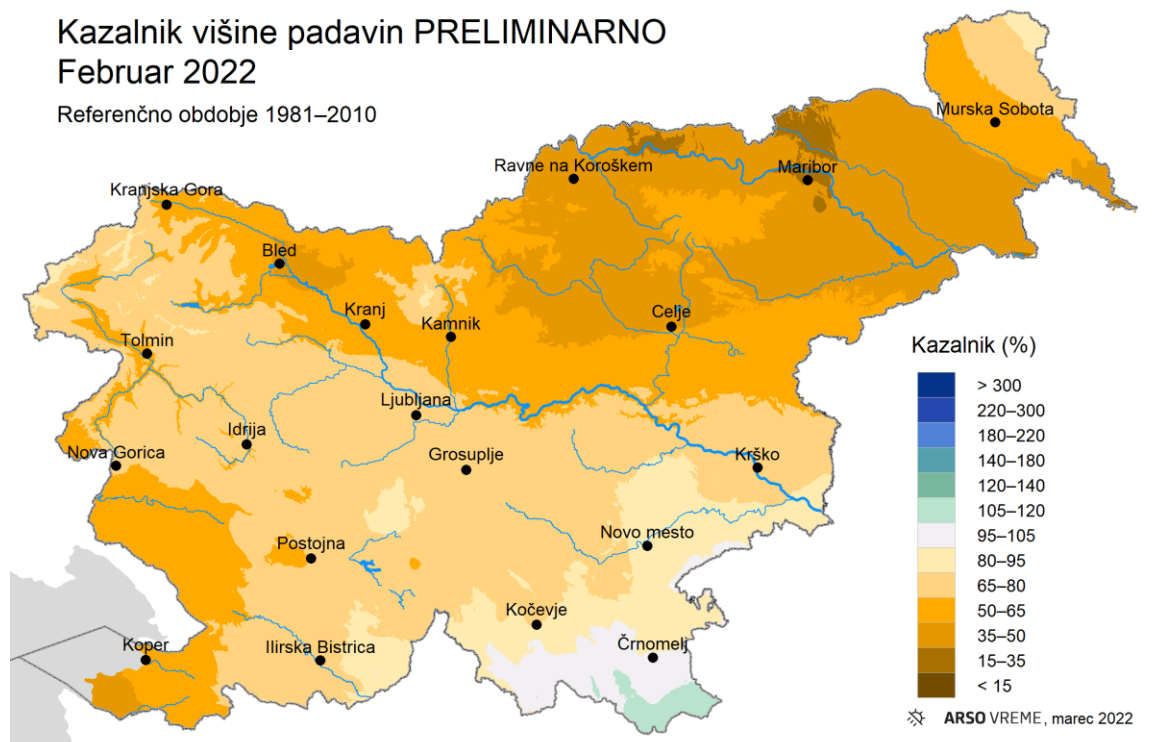 Kazalnik višine padavin PRELIMINARNO
Februar 2022
Referenčno obdobje 1981–2010
Murska Sobota
Ravne na Koroškem
Maribor
Kranjska Gora
Bled
Kranj
Kamnik
Celje
Tolmin
Ljubljana
Idrija
Nova Gorica
Grosuplje
Krško
Novo mesto
Postojna
Kočevje
Koper
Ilirska Bistrica
Črnomelj
Kazalnik (%)
> 300
220–300
180–220
140–180
120–140
105–120
95–105
80–95
65–80
50–65
35–50
15–35
< 15
ARSO VREME, marec 2022